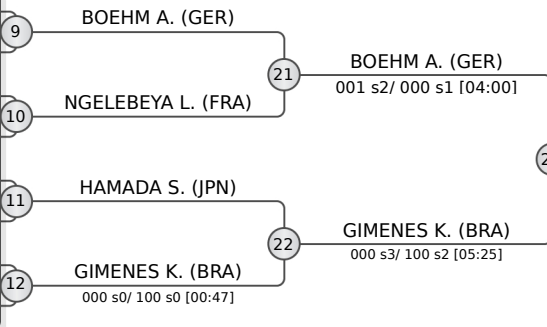 BOEHM A. (GER)
9
21
BOEHM A. (GER)
001 s2/ 000 s1 [04:00]
NGELEBEYA L. (FRA)
10
HAMADA S. (JPN)
11
22
GIMENES K. (BRA)
000 s3/ 100 s2 [05:25]
GIMENES K. (BRA)
12
000 s0/ 100 s0 [00:47]